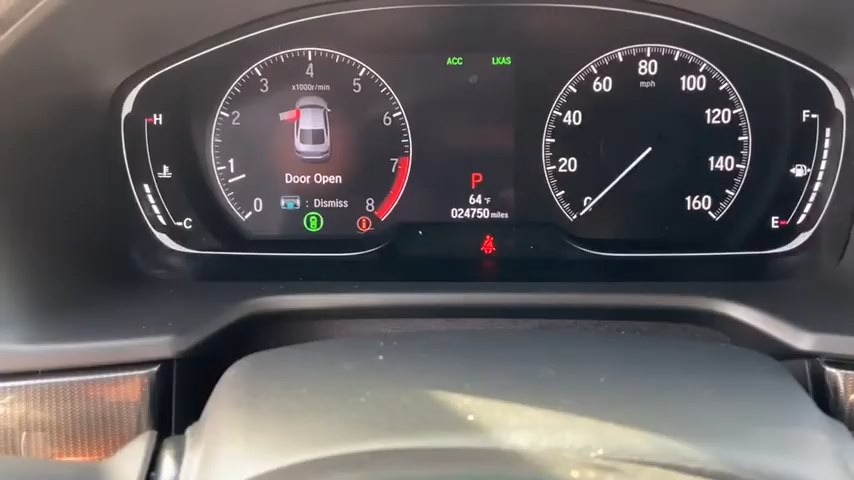 ACC LKAS
H
C
x1000r/min
0
1
2
3
4
5
6
7
8
Door Open
: Dismiss
P
64°F
024750 miles
mph
0
20
40
60
80
100
120
140
160
F
E